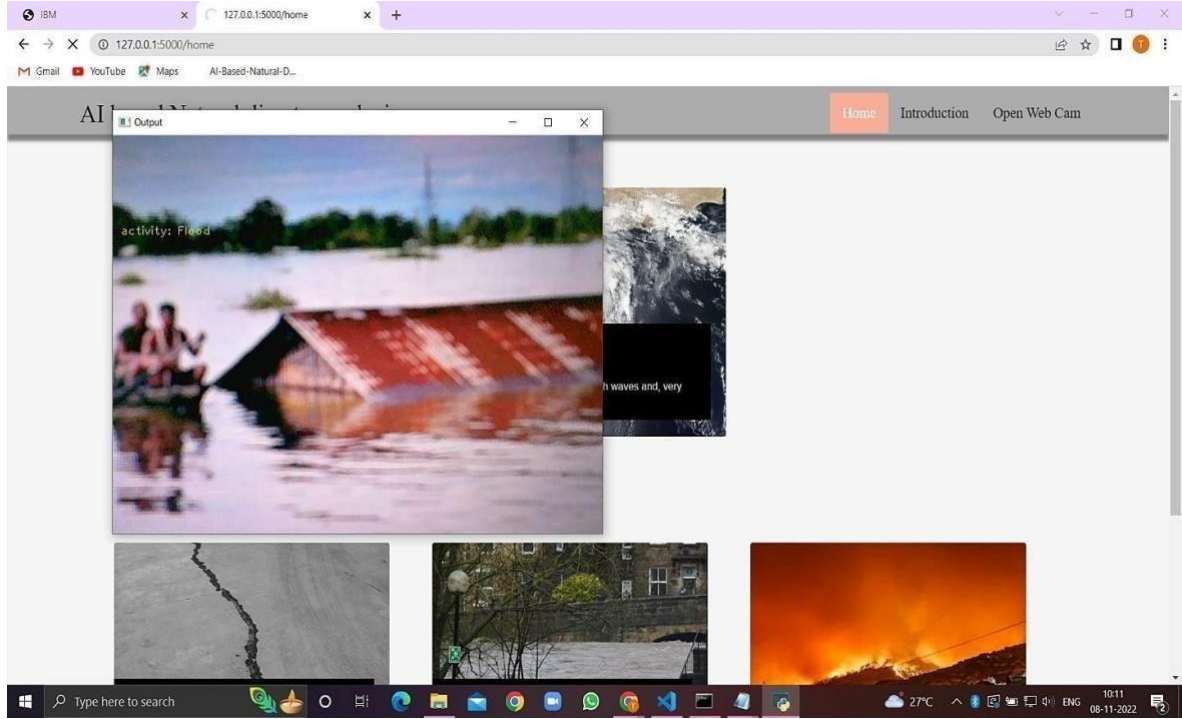 IBM
127.0.0.1:5000/home
127.0.0.1:5000/home
Gmail YouTube Maps AI-Based-Natural-D...
AI
Home Introduction Open Web Cam
Output
activity: Flood
h waves and, very
Type here to search
27°C ENG
10:11
08-11-2022
2